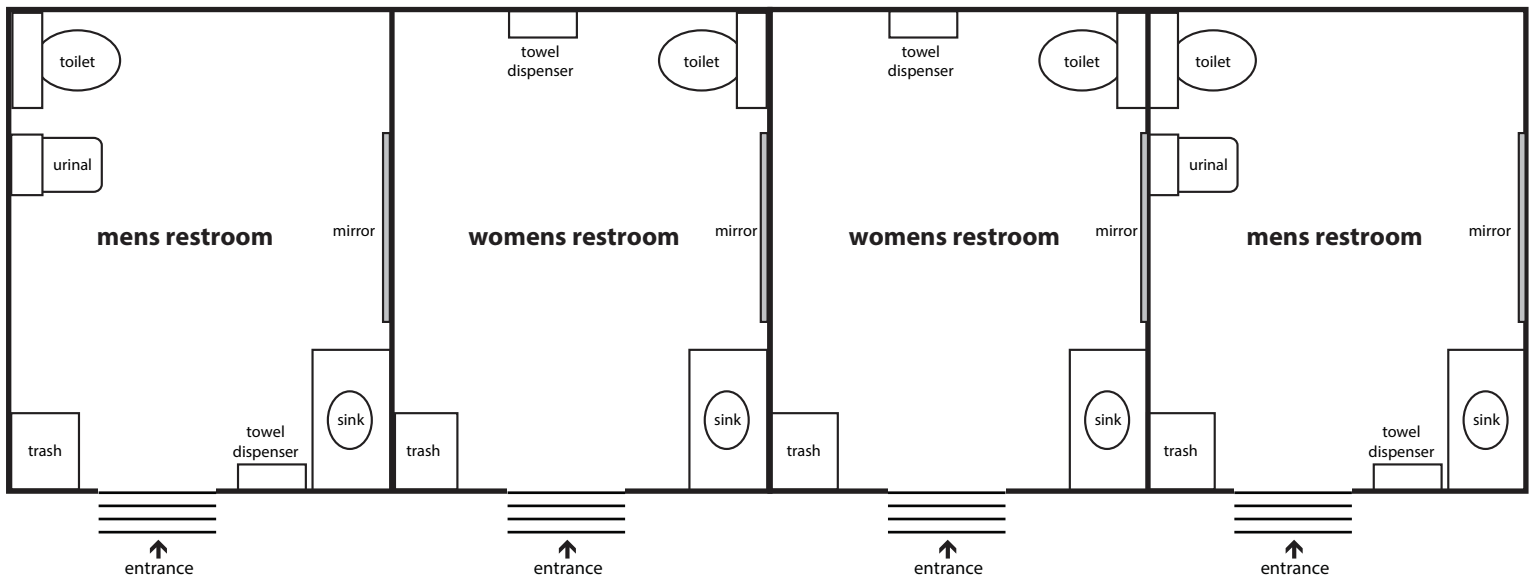 toilet
urinal
mens restroom
mirror
trash
towel
dispenser
sink
entrance
towel
dispenser
toilet
womens restroom
mirror
trash
sink
entrance
towel
dispenser
toilet
womens restroom
mirror
trash
sink
entrance
toilet
urinal
mens restroom
mirror
trash
towel
dispenser
sink
entrance